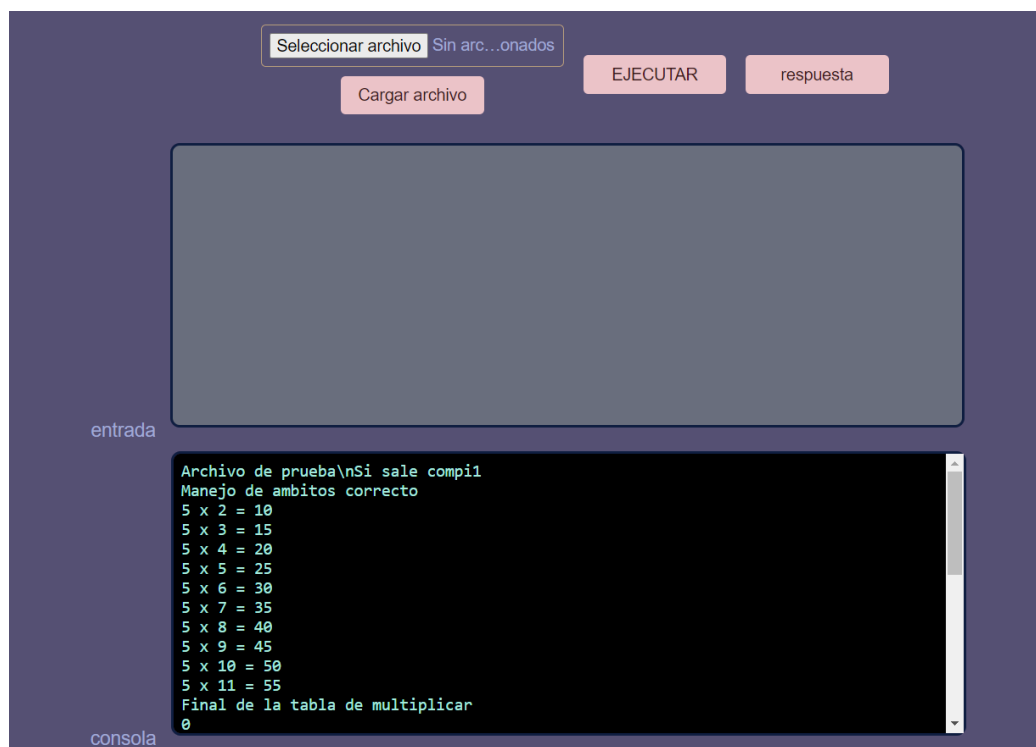 Seleccionar archivo Sin arc...onados
Cargar archivo
EJECUTAR
respuesta
entrada
Archivo de prueba\nSi sale compi1
Manejo de ambitos correcto
5 x 2 = 10
5 x 3 = 15
5 x 4 = 20
5 x 5 = 25
5 x 6 = 30
5 x 7 = 35
5 x 8 = 40
5 x 9 = 45
5 x 10 = 50
5 x 11 = 55
Final de la tabla de multiplicar
0
consola